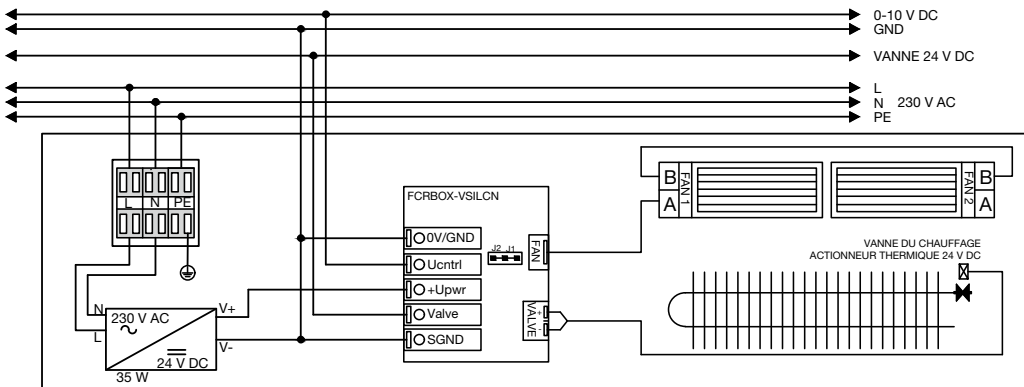 0-10 V DC
GND
VANNE 24 V DC
L
N 230 V AC
PE
L N PE
FCRBOX-VSILCN
0V/GND
Ucntrl
+Upwr
Valve
SGND
J2 J1
FAN
VALVE
+
-
B
A
FAN 1
FAN 2
B
A
VANNE DU CHAUFFAGE
ACTIONNEUR THERMIQUE 24 V DC
N
L
230 V AC
24 V DC
V+
V-
35 W